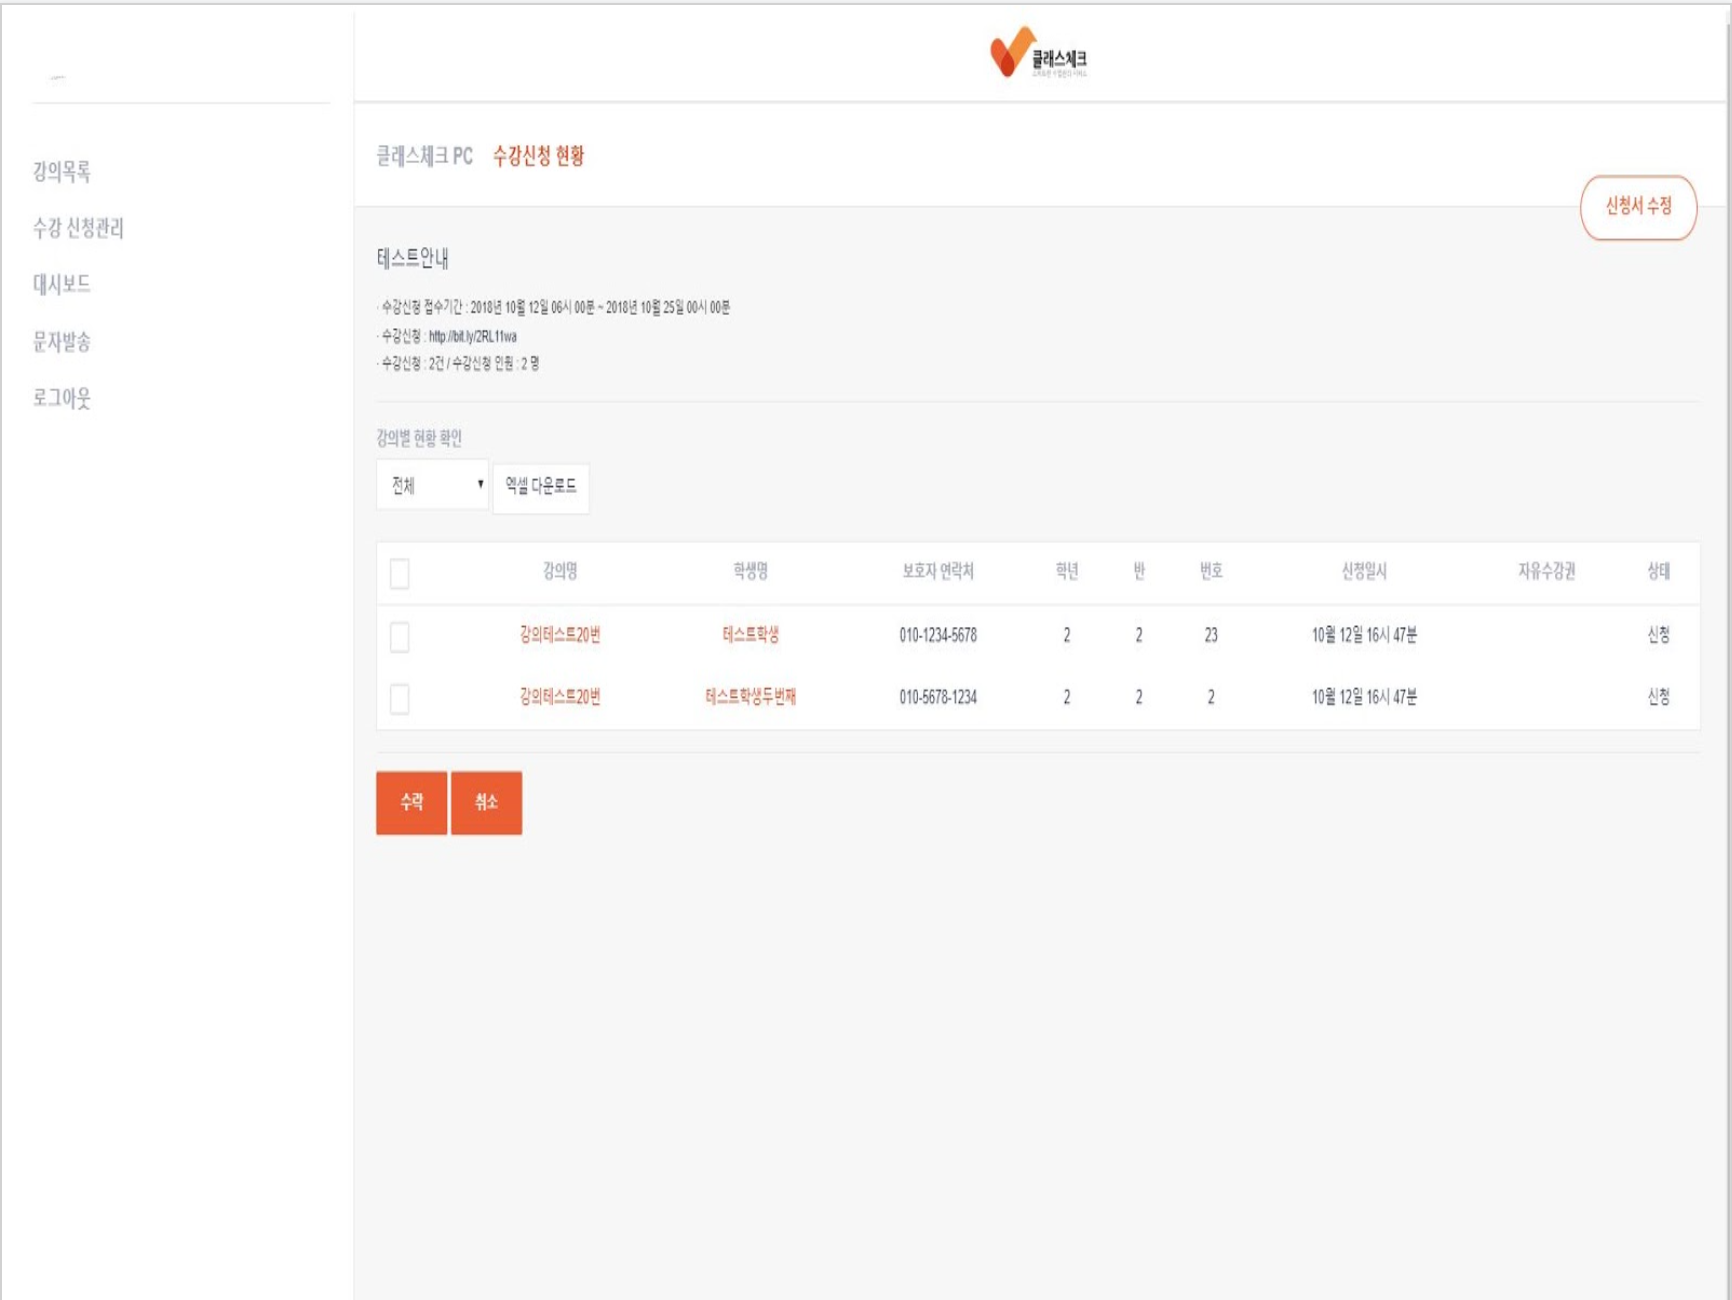 클래스체크
강의목록
수강 신청관리
대시보드
문자발송
로그아웃
클래스체크 PC 수강신청 현황
신청서 수정
테스트안내
· 수강신청 접수기간 : 2018년 10월 12일 06시 00분 ~ 2018년 10월 25일 00시 00분
· 수강신청 : http://bit.ly/2RL11wa
· 수강신청 : 2건 / 수강신청 인원 : 2 명
강의별 현황 확인
전체 ▼ 엑셀 다운로드
강의명 학생명 보호자 연락처 학년 반 번호 신청일시 자유수강권 상태
강의테스트20번 테스트학생 010-1234-5678 2 2 23 10월 12일 16시 47분 신청
강의테스트20번 테스트학생두번째 010-5678-1234 2 2 2 10월 12일 16시 47분 신청
수락 취소